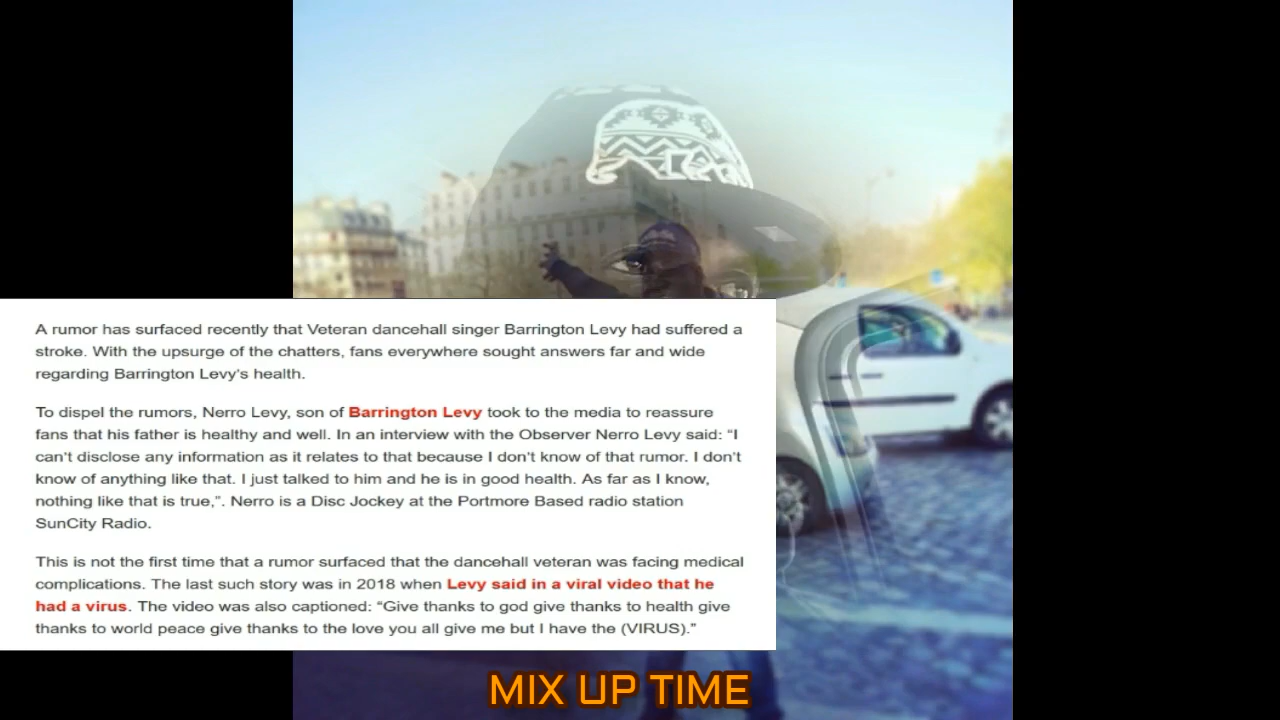 A rumor has surfaced recently that Veteran dancehall singer Barrington Levy had suffered a
stroke. With the upsurge of the chatters, fans everywhere sought answers far and wide
regarding Barrington Levy's health.
To dispel the rumors, Nerro Levy, son of Barrington Levy took to the media to reassure
fans that his father is healthy and well. In an interview with the Observer Nerro Levy said: “I
can't disclose any information as it relates to that because I don't know of that rumor. I don't
know of anything like that. I just talked to him and he is in good health. As far as I know,
nothing like that is true,”. Nerro is a Disc Jockey at the Portmore Based radio station
SunCity Radio.
This is not the first time that a rumor surfaced that the dancehall veteran was facing medical
complications. The last such story was in 2018 when Levy said in a viral video that he
had a virus. The video was also captioned: “Give thanks to god give thanks to health give
thanks to world peace give thanks to the love you all give me but I have the (VIRUS).”
MIX UP TIME